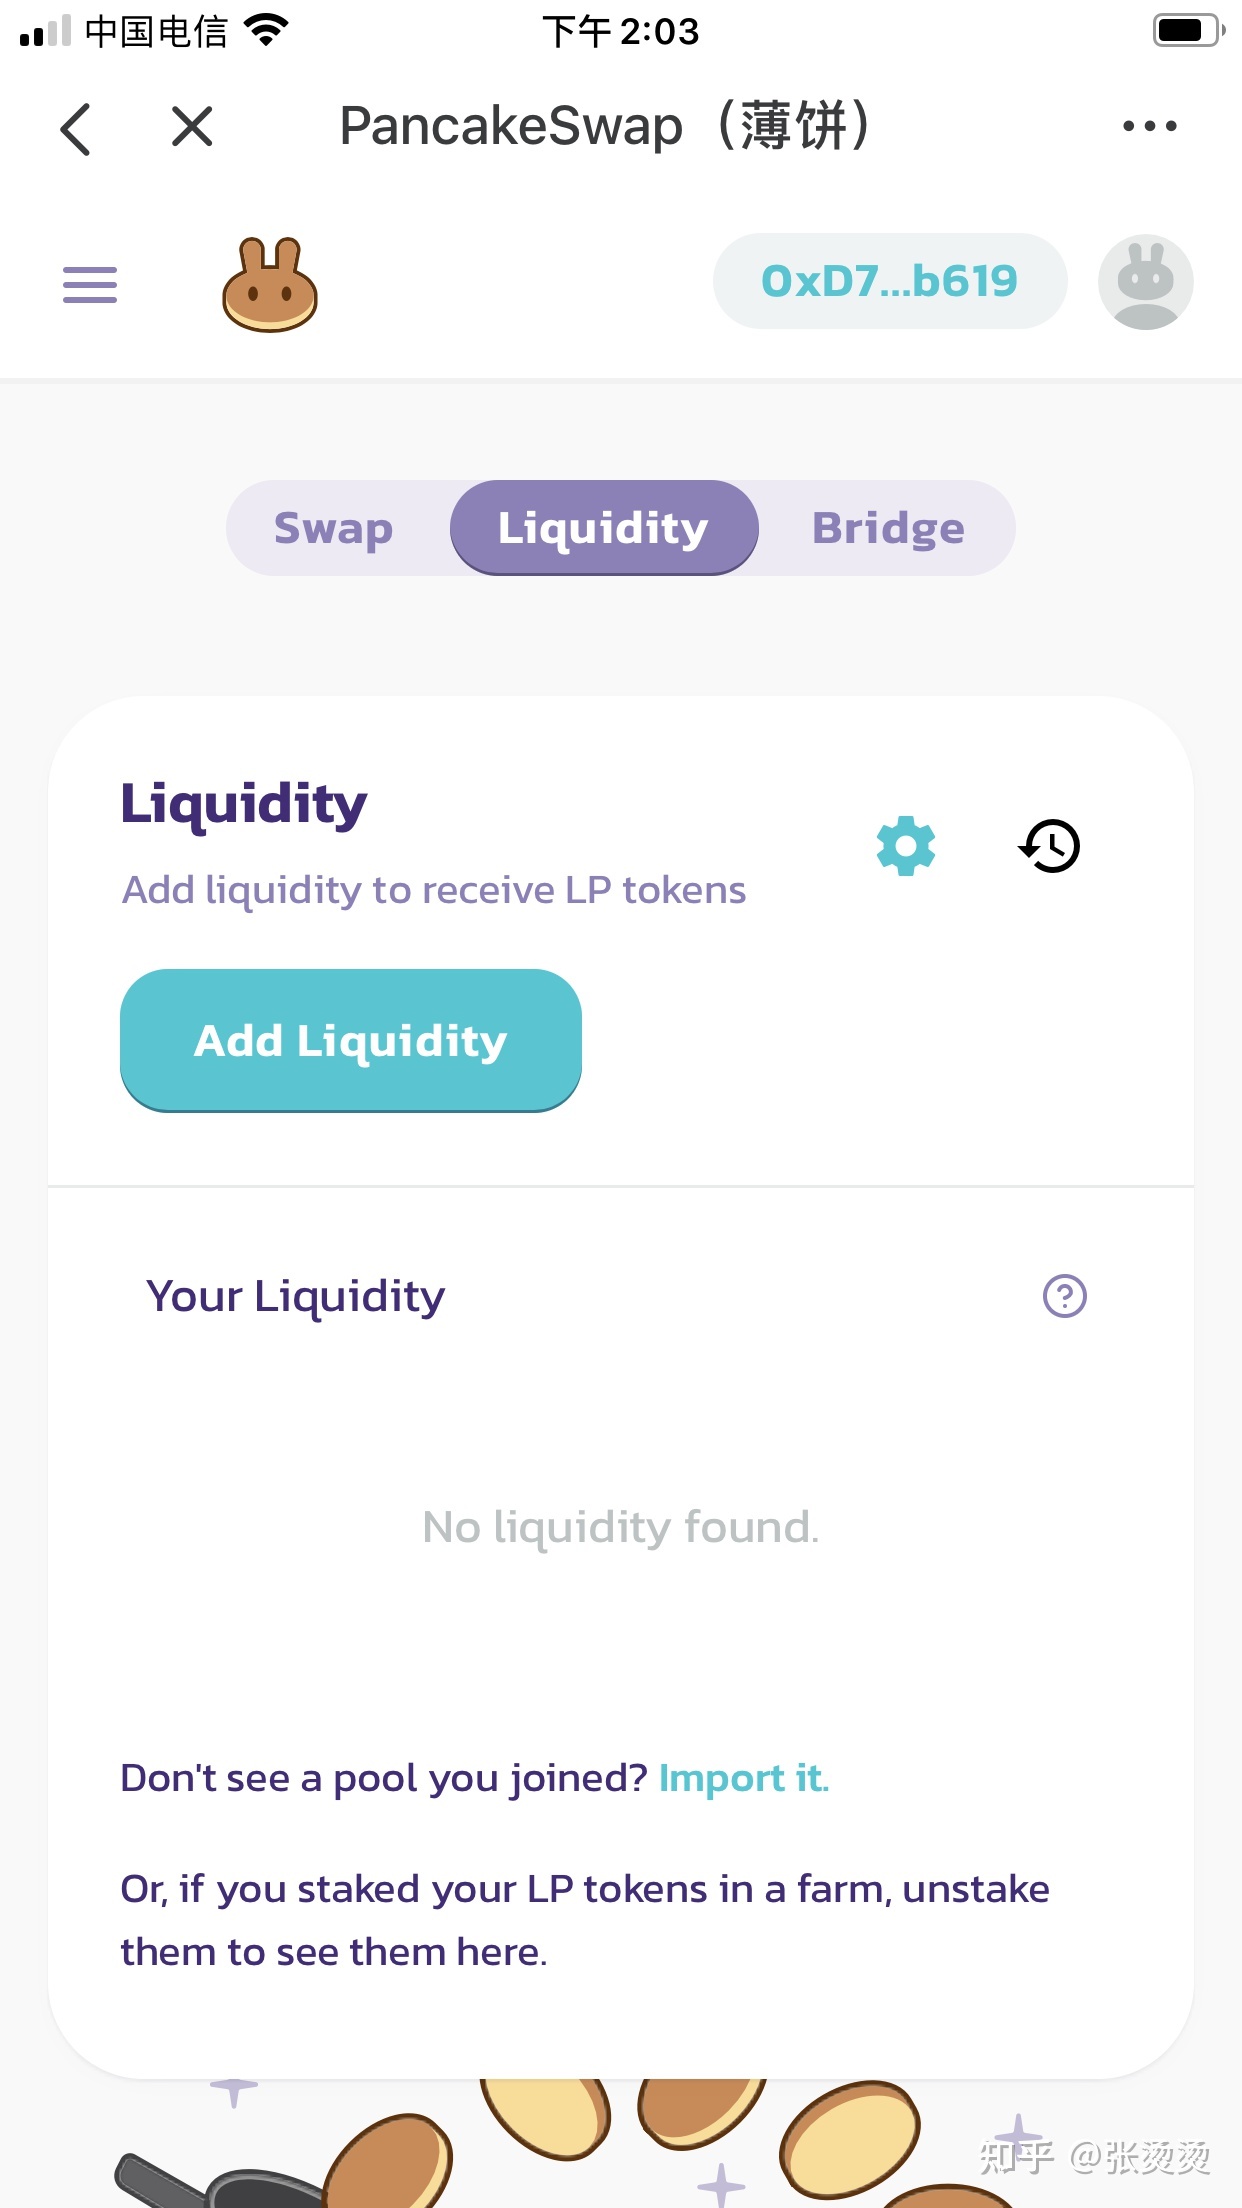 中国电信
下午 2:03
PancakeSwap（薄饼）
0xD7...b619
Swap
Liquidity
Bridge
Liquidity
Add liquidity to receive LP tokens
Add Liquidity
Your Liquidity
No liquidity found.
Don't see a pool you joined? Import it.
Or, if you staked your LP tokens in a farm, unstake
them to see them here.
知乎 @张烫烫